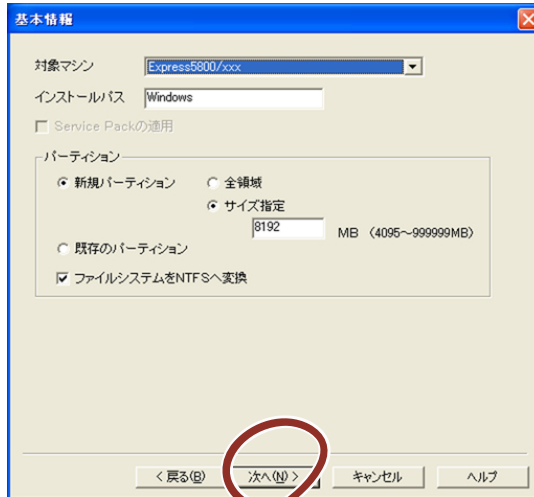 基本情報
対象マシン Express5800/xxx
インストールパス Windows
Service Packの適用
パーティション
新規パーティション 全領域
サイズ指定
8192 MB (4095～999999MB)
既存のパーティション
ファイルシステムをNTFSへ変換
< 戻る(B) 次へ(N) > キャンセル ヘルプ